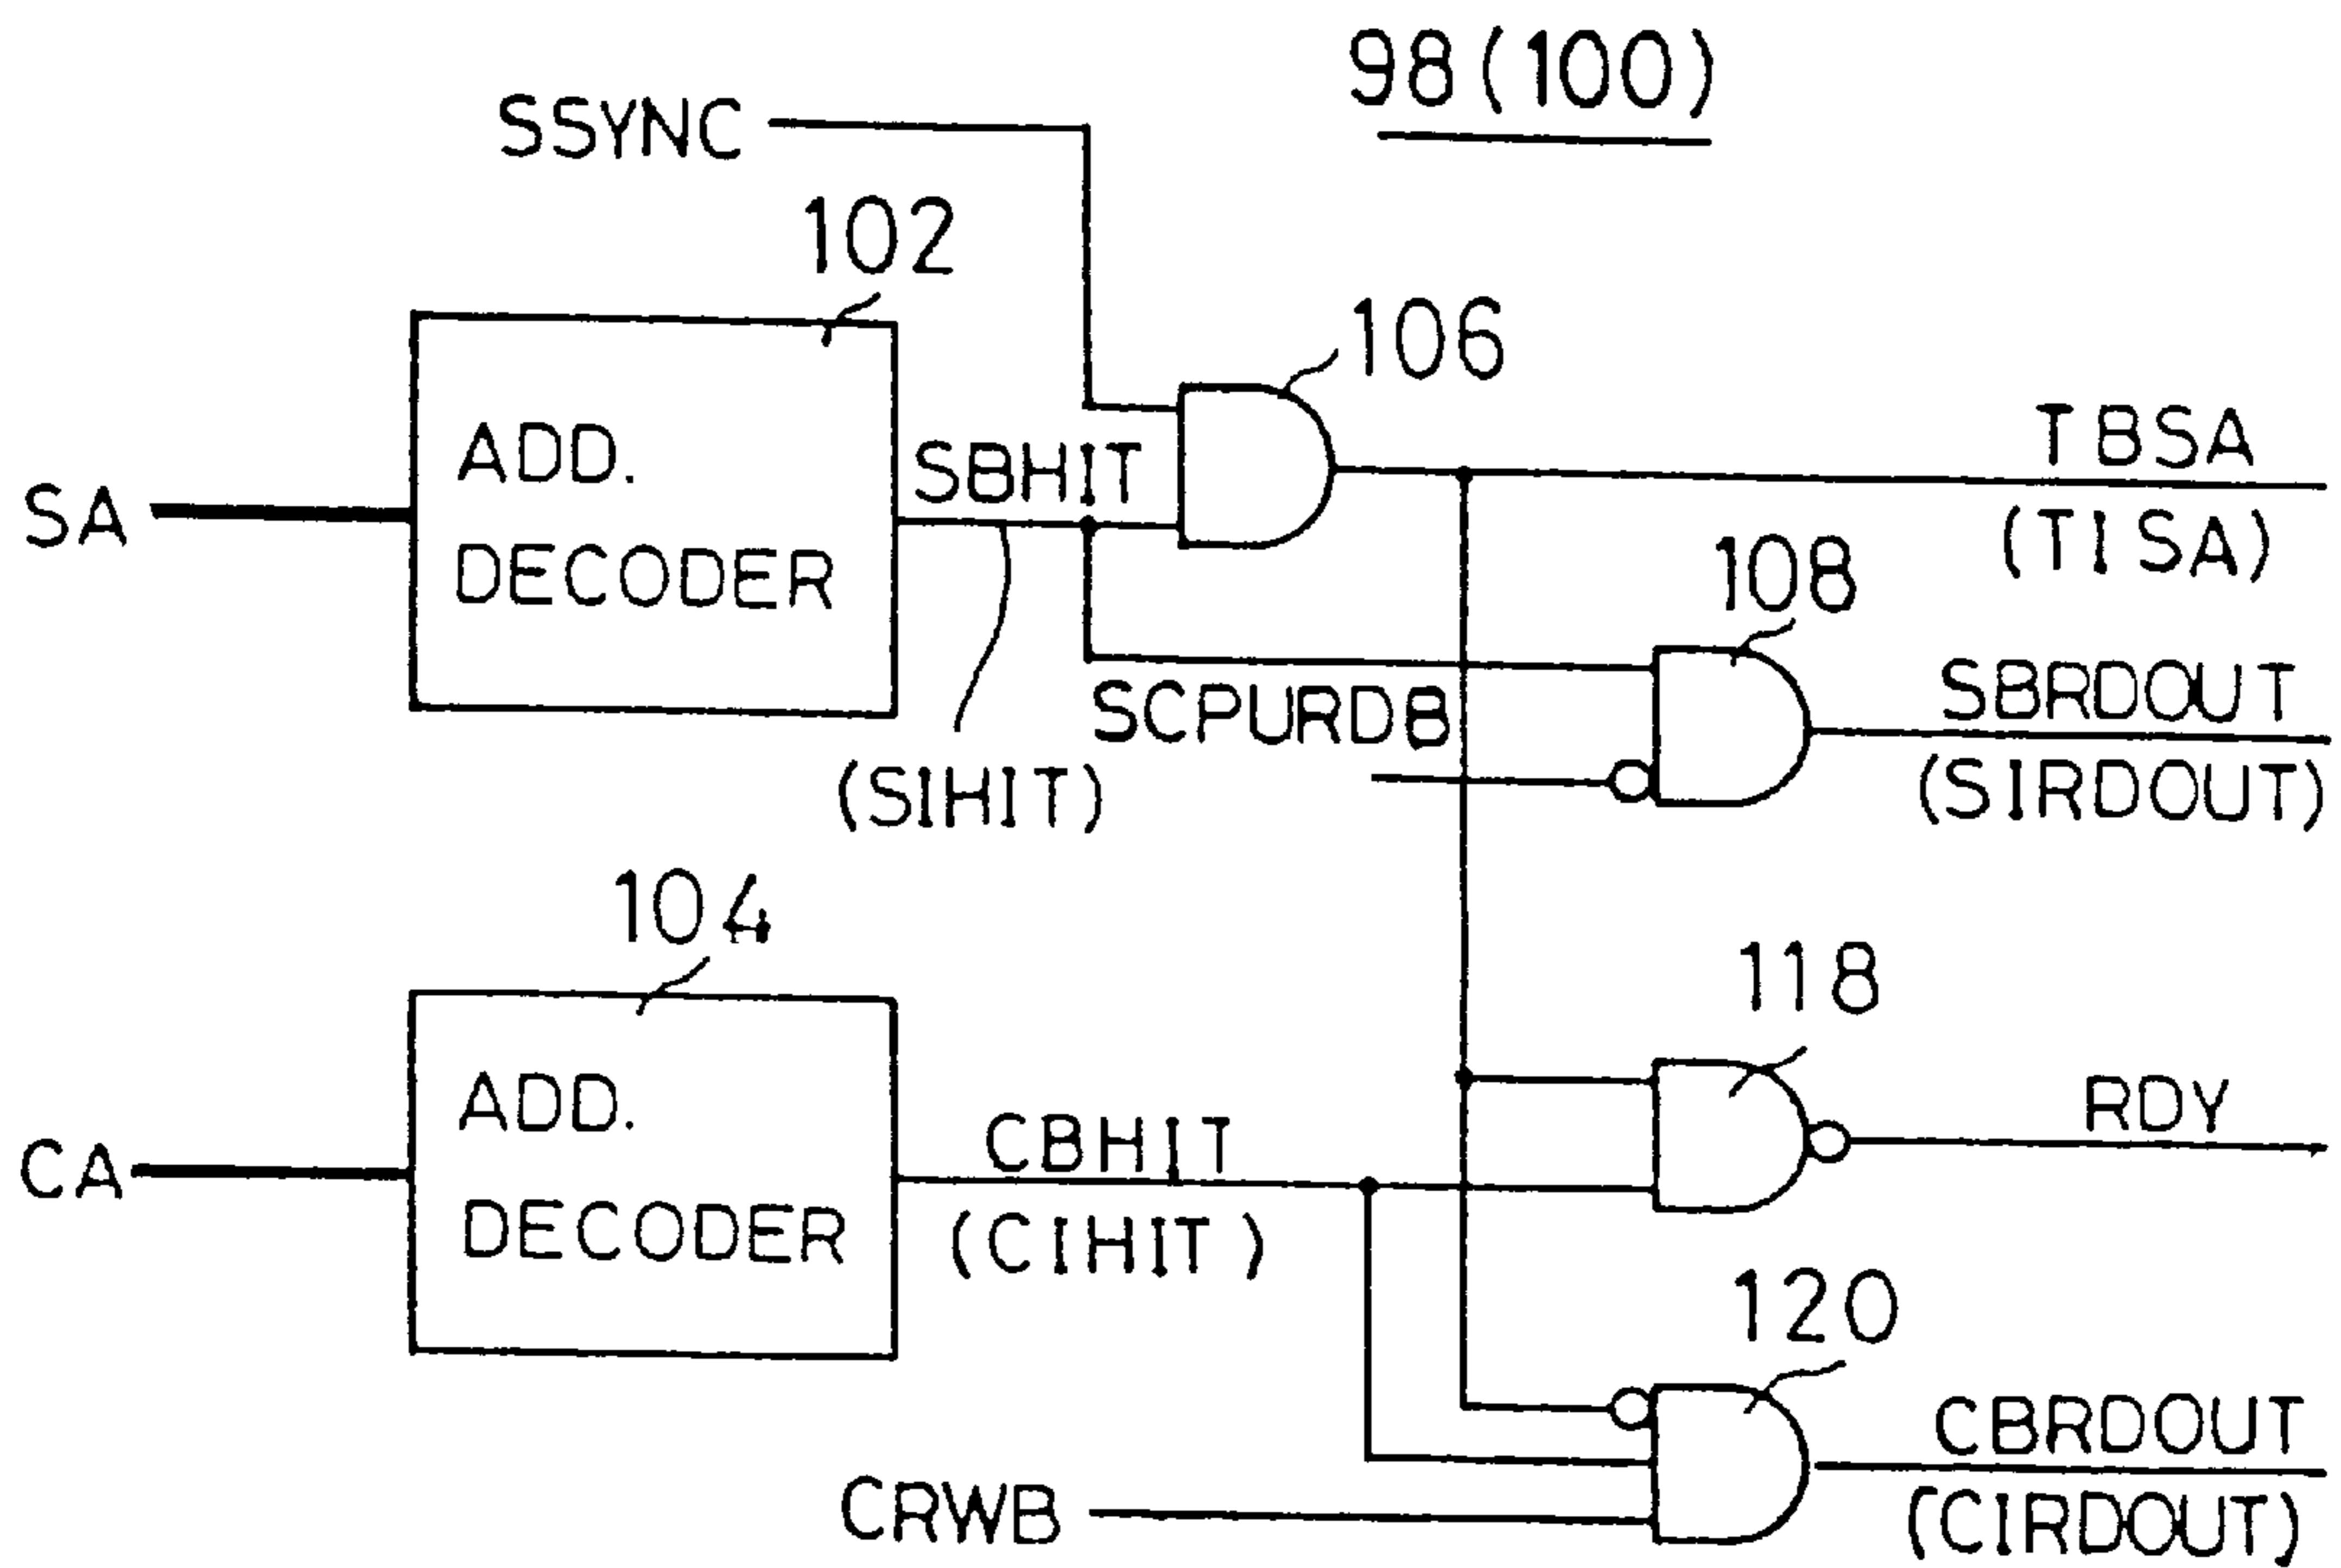 98(100)
SSYNC
102
106
ADD.
DECODER
SA
SBHIT
(SIHIT)
TBSA
(TISA)
108
SCPURDB
SBRDOUT
(SIRDOUT)
104
ADD.
DECODER
CA
CBHIT
(CIHIT)
118
RDY
120
CRWB
CBRDOUT
(CIRDOUT)